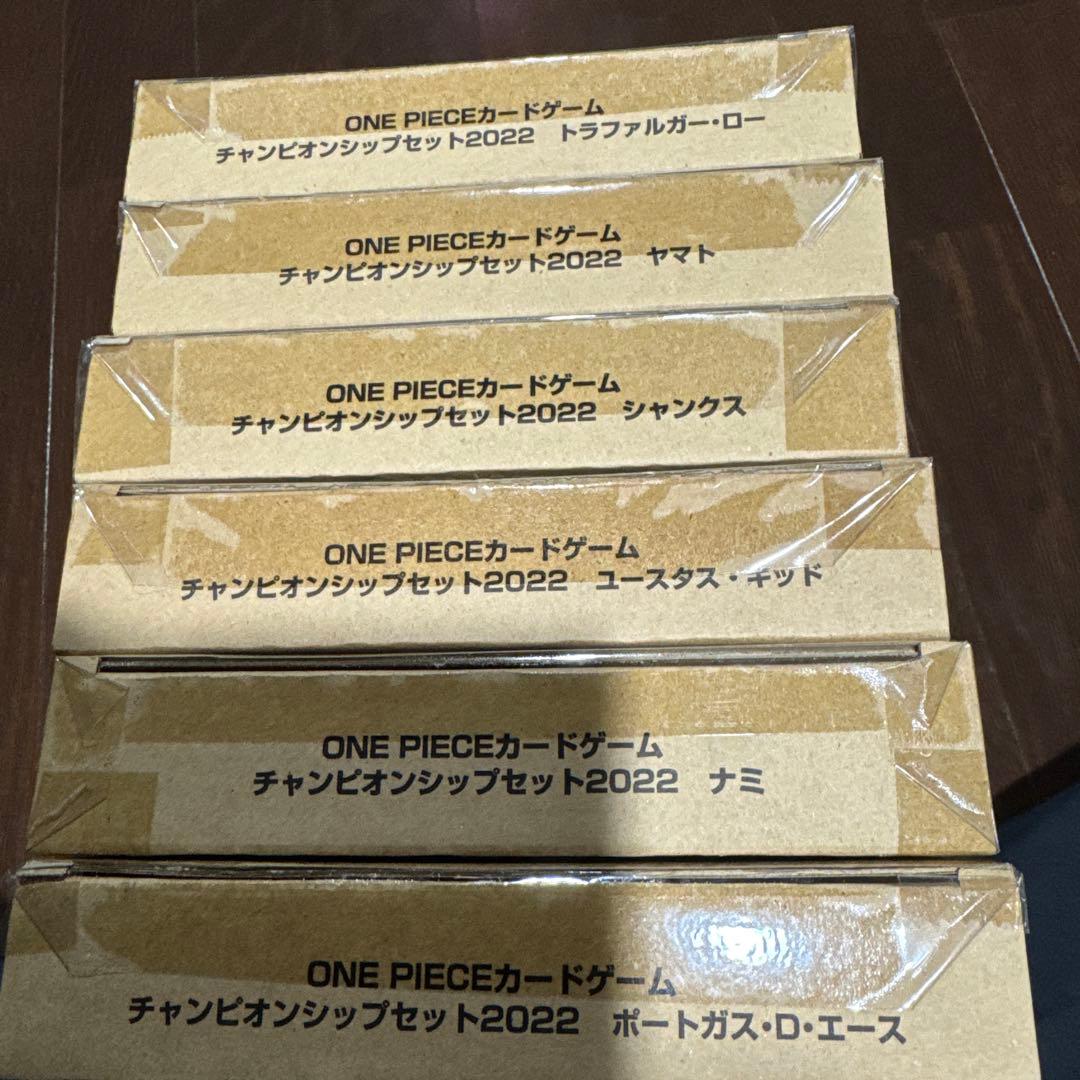 ONE PIECEカードゲーム
チャンピオンシップセット2022　トラファルガー・ロー
ONE PIECEカードゲーム
チャンピオンシップセット2022　ヤマト
ONE PIECEカードゲーム
チャンピオンシップセット2022　シャンクス
ONE PIECEカードゲーム
チャンピオンシップセット2022　ユースタス・キッド
ONE PIECEカードゲーム
チャンピオンシップセット2022　ナミ
ONE PIECEカードゲーム
チャンピオンシップセット2022　ポートガス・D・エース